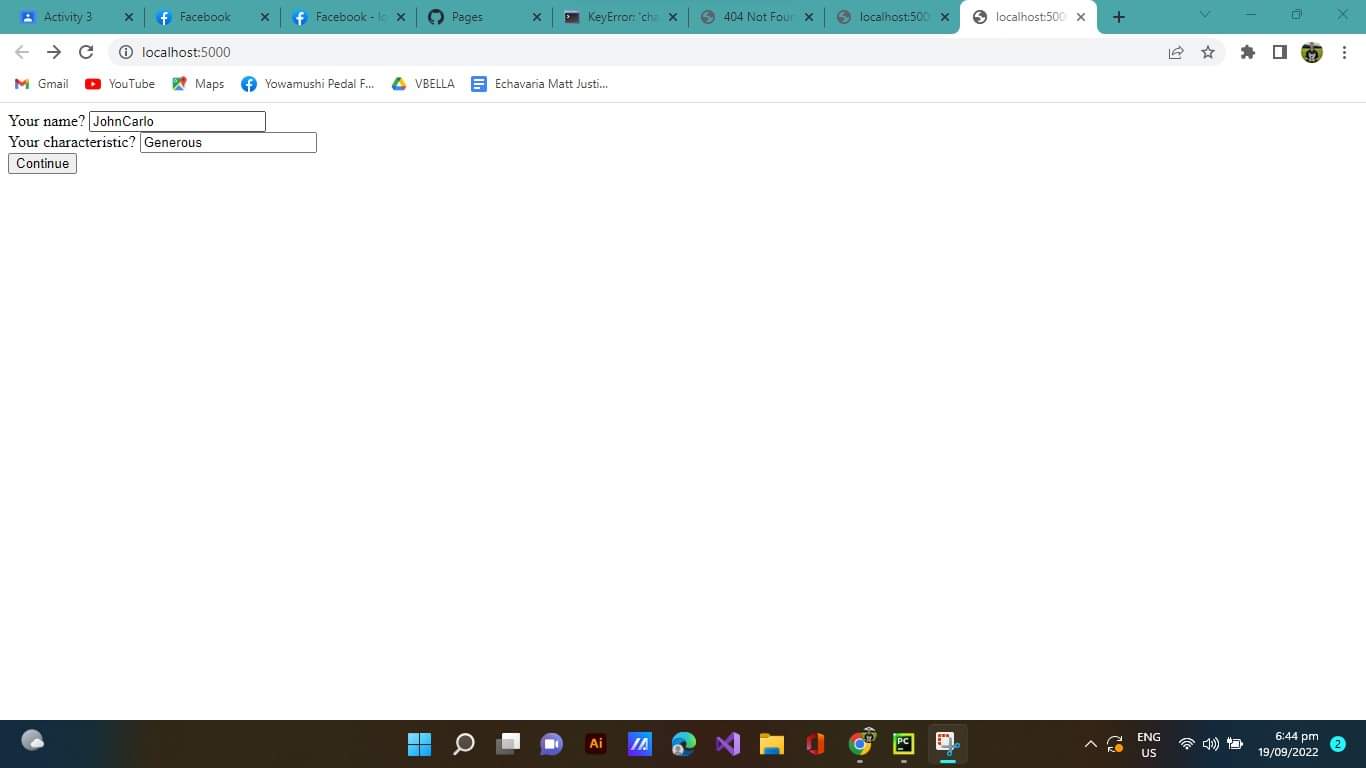 Activity 3
Facebook
Facebook - lo
Pages
KeyError: 'cha
404 Not Foun
localhost:500
localhost:500
localhost:5000
Gmail
YouTube
Maps
Yowamushi Pedal F...
VBELLA
Echavaria Matt Justi...
Your name? JohnCarlo
Your characteristic? Generous
Continue
Ai
PC
ENG
US
6:44 pm
19/09/2022
2